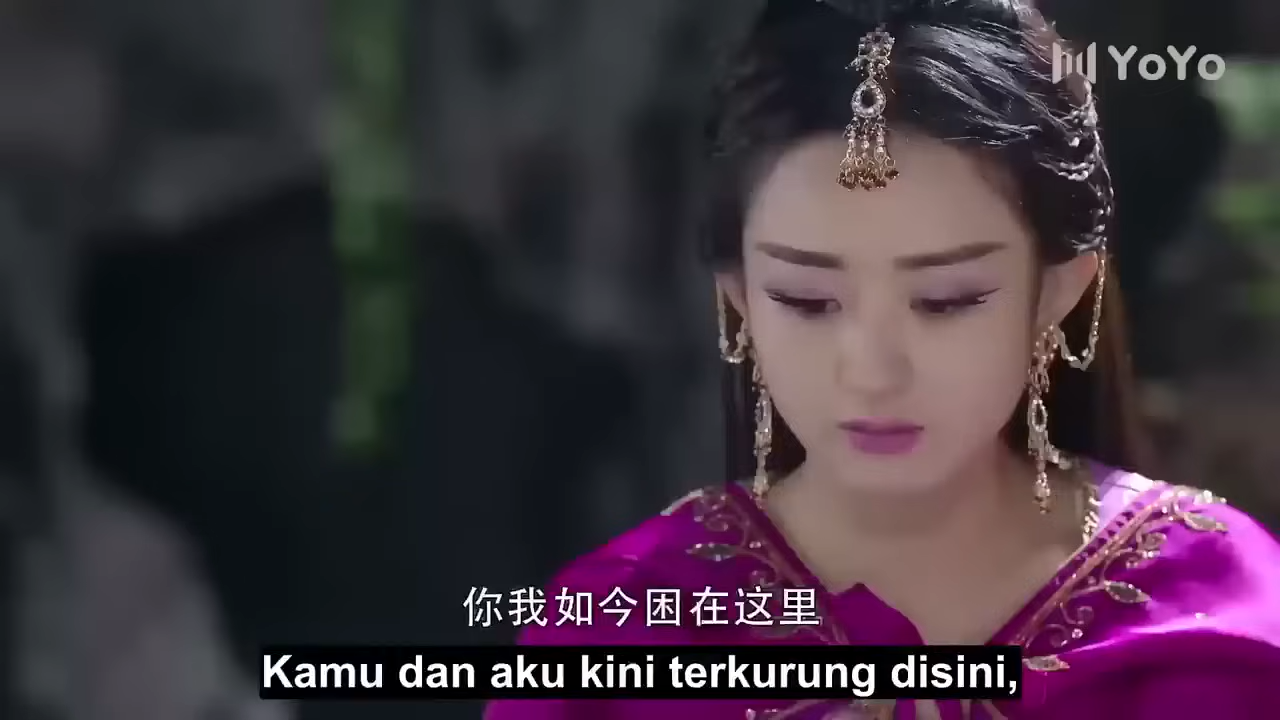 YoYo
你我如今困在这里
Kamu dan aku kini terkurung disini,